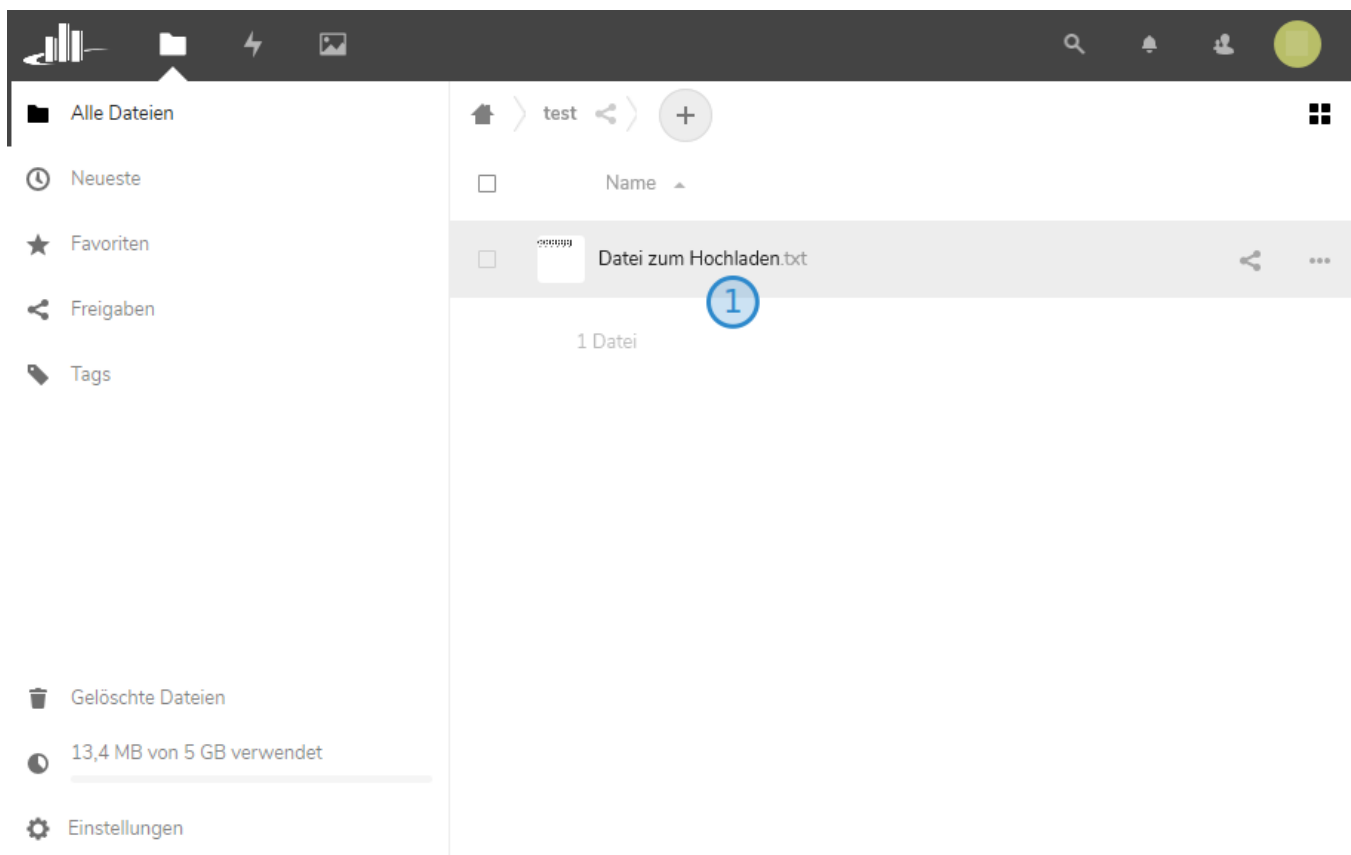 Alle Dateien
test
Neueste
Name
Favoriten
Datei zum Hochladen.txt
1
Freigaben
1 Datei
Tags
Gelöschte Dateien
13,4 MB von 5 GB verwendet
Einstellungen